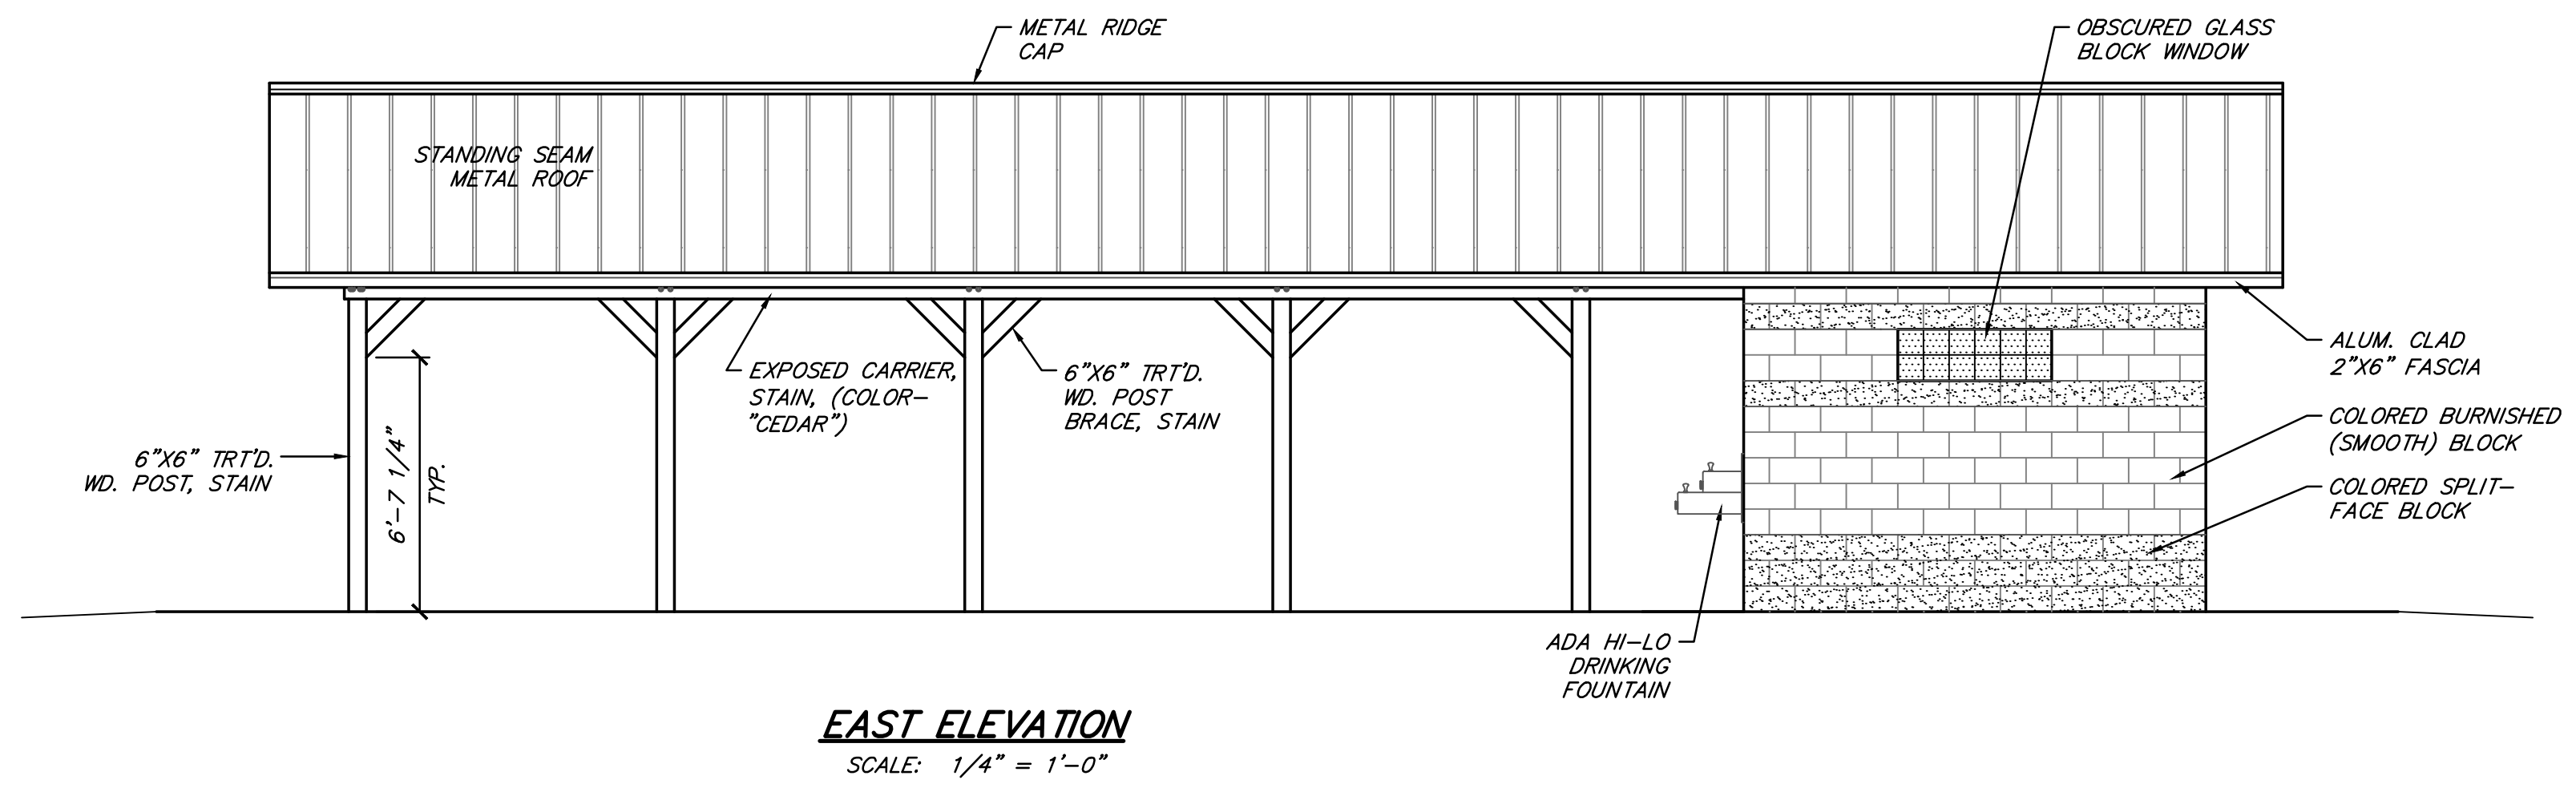 METAL RIDGE
CAP
OBSCURED GLASS
BLOCK WINDOW
STANDING SEAM
METAL ROOF
ALUM. CLAD
2"X6" FASCIA
EXPOSED CARRIER,
STAIN, (COLOR-
"CEDAR")
6"X6" TRT'D.
WD. POST
BRACE, STAIN
COLORED BURNISHED
(SMOOTH) BLOCK
6"X6" TRT'D.
WD. POST, STAIN
6'-7 1/4"
TYP.
COLORED SPLIT-
FACE BLOCK
ADA HI-LO
DRINKING
FOUNTAIN
EAST ELEVATION
SCALE: 1/4" = 1'-0"